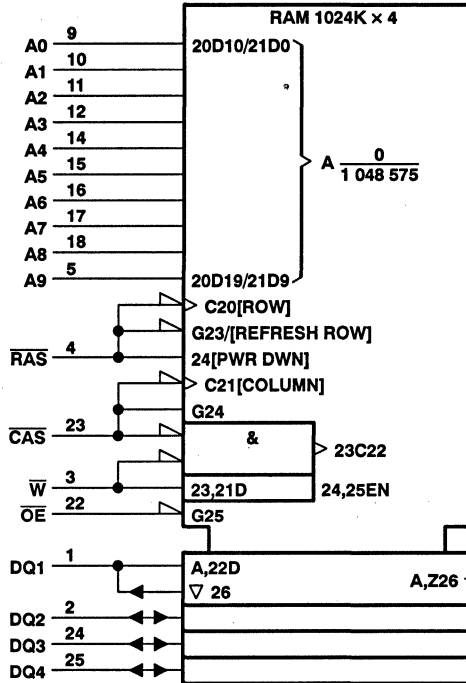 RAM 1024K × 4
A0 9 20D10/21D0
A1 10
A2 11
A3 12
A4 14
A5 15
A6 16
A7 17
A8 18
A9 5 20D19/21D9
A 0
1 048 575
C20[ROW]
G23/[REFRESH ROW]
RAS 4 24[PWR DWN]
C21[COLUMN]
G24
CAS 23 &
23C22
W 3 23,21D 24,25EN
OE 22 G25
DQ1 1 A,22D A,Z26
▽ 26
DQ2 2
DQ3 24
DQ4 25